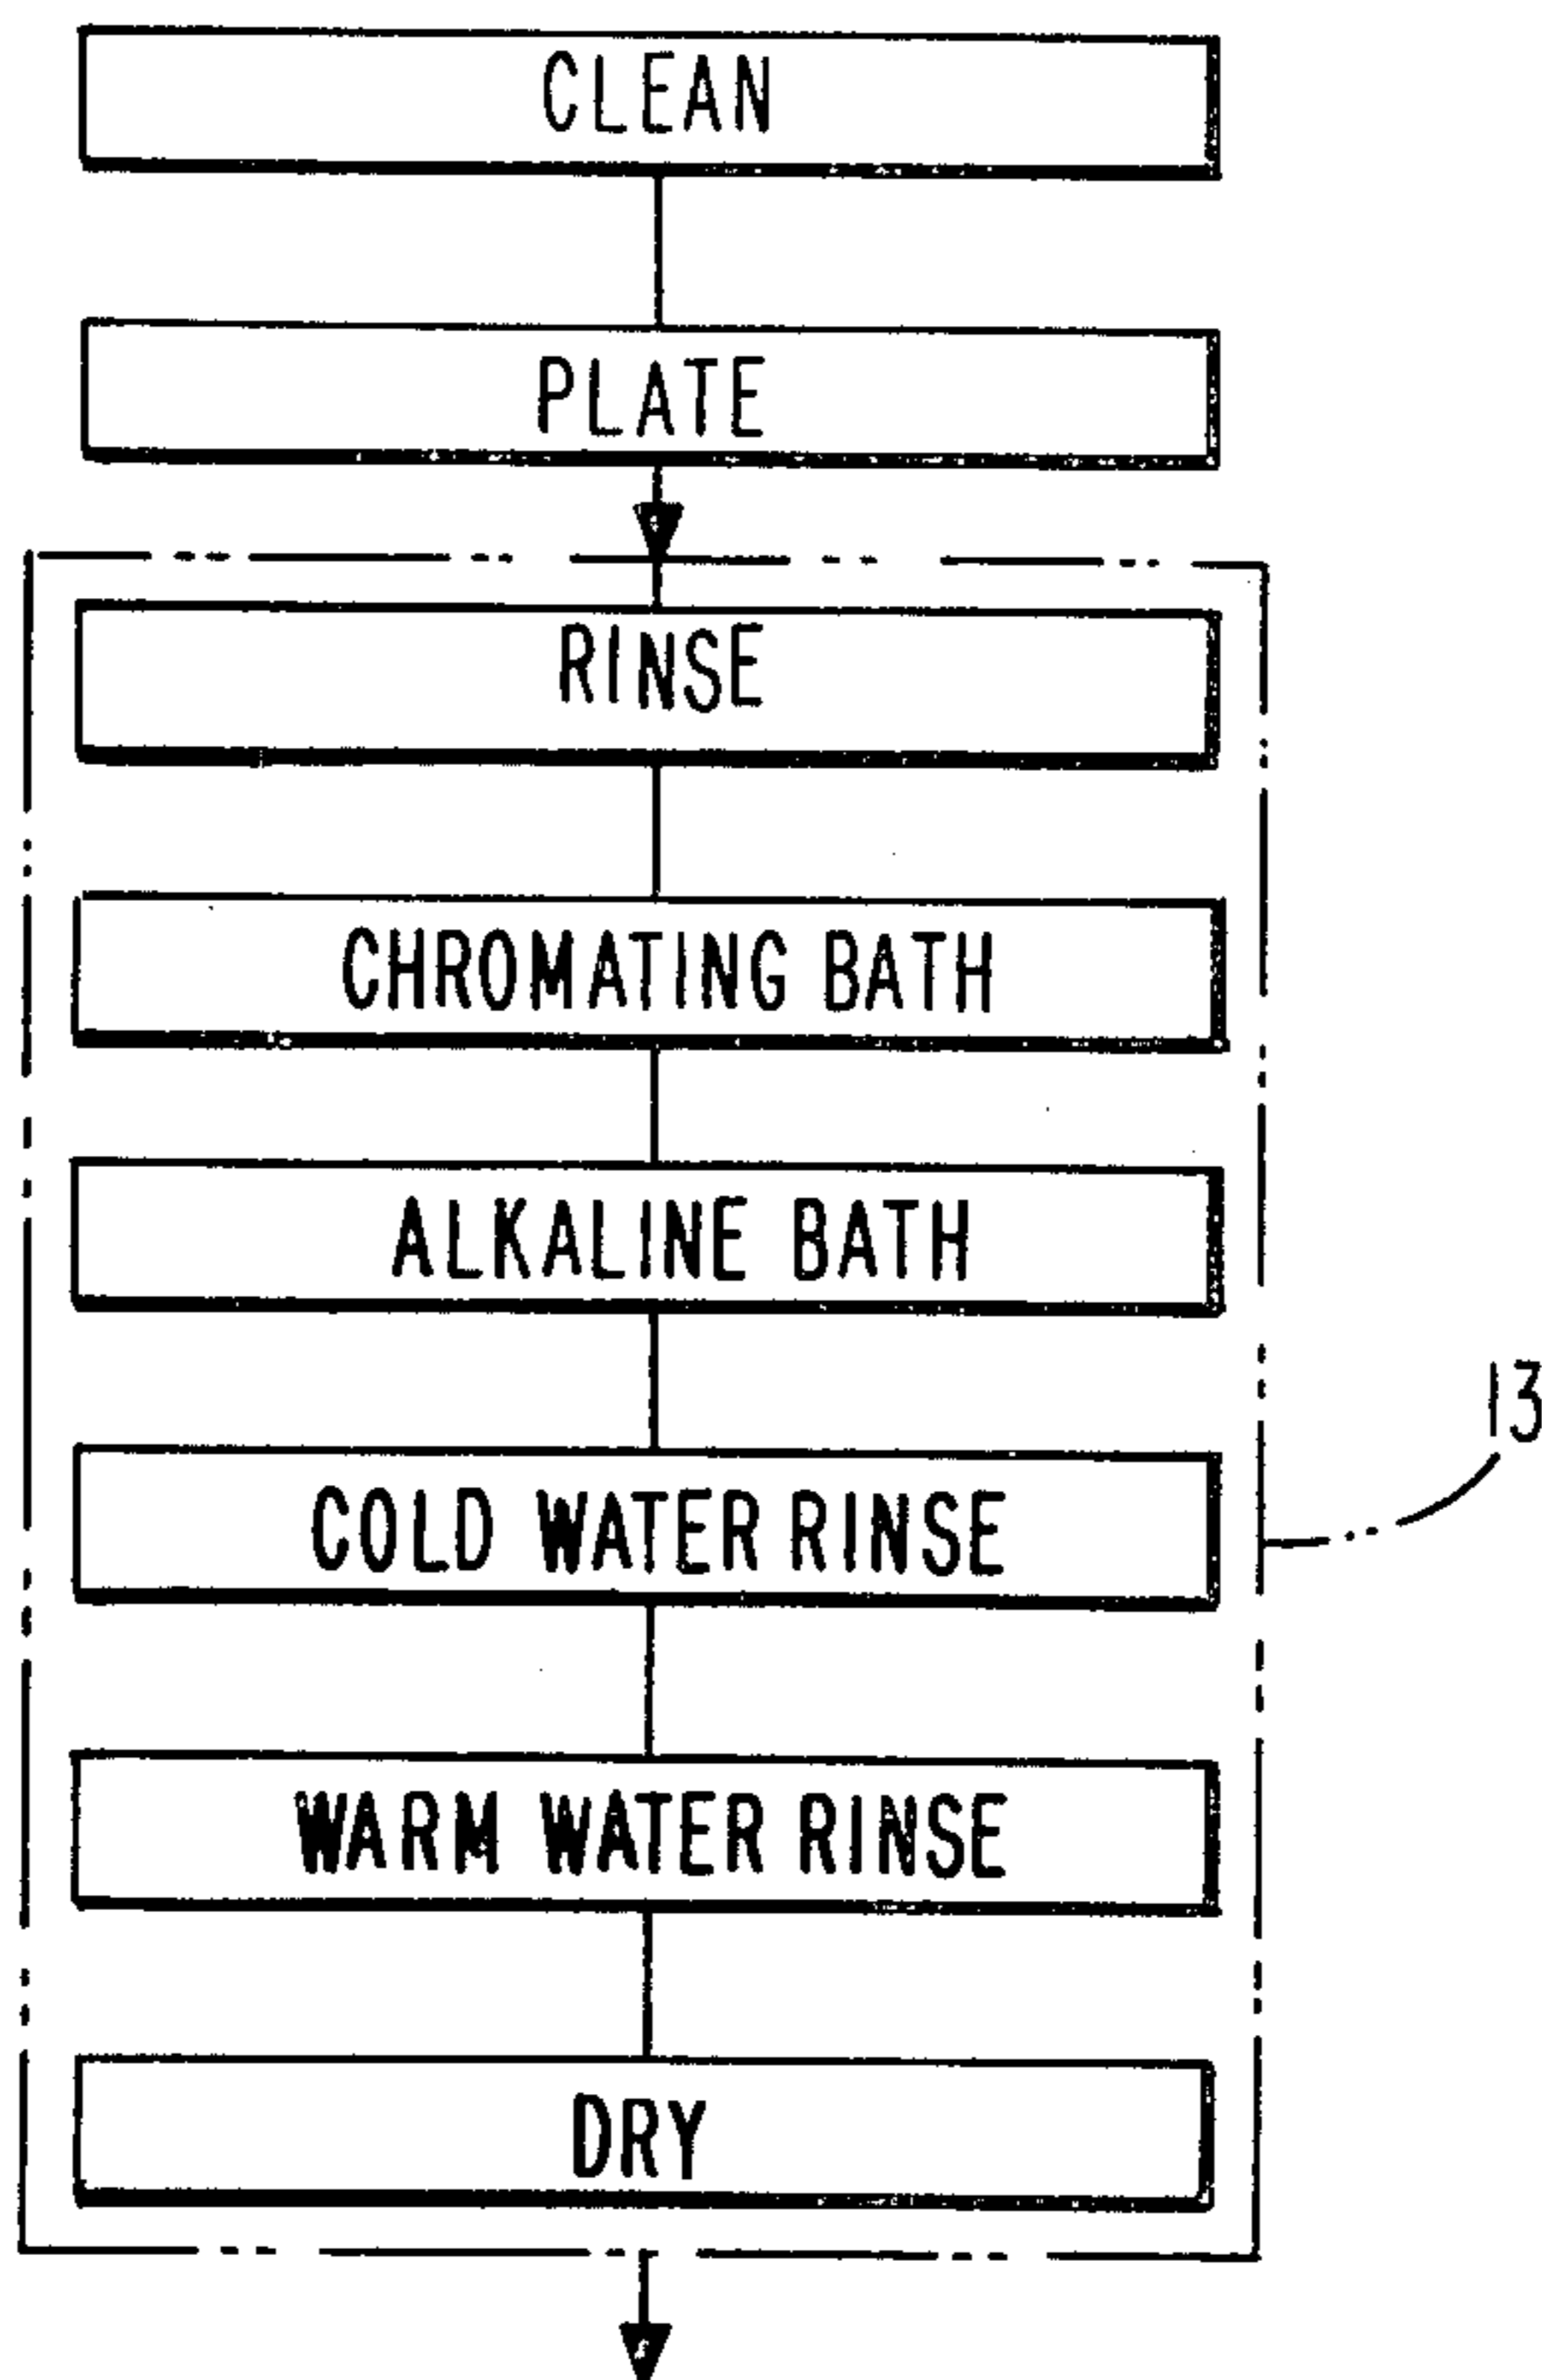 CLEAN
PLATE
RINSE
CHROMATING BATH
ALKALINE BATH
13
COLD WATER RINSE
WARM WATER RINSE
DRY